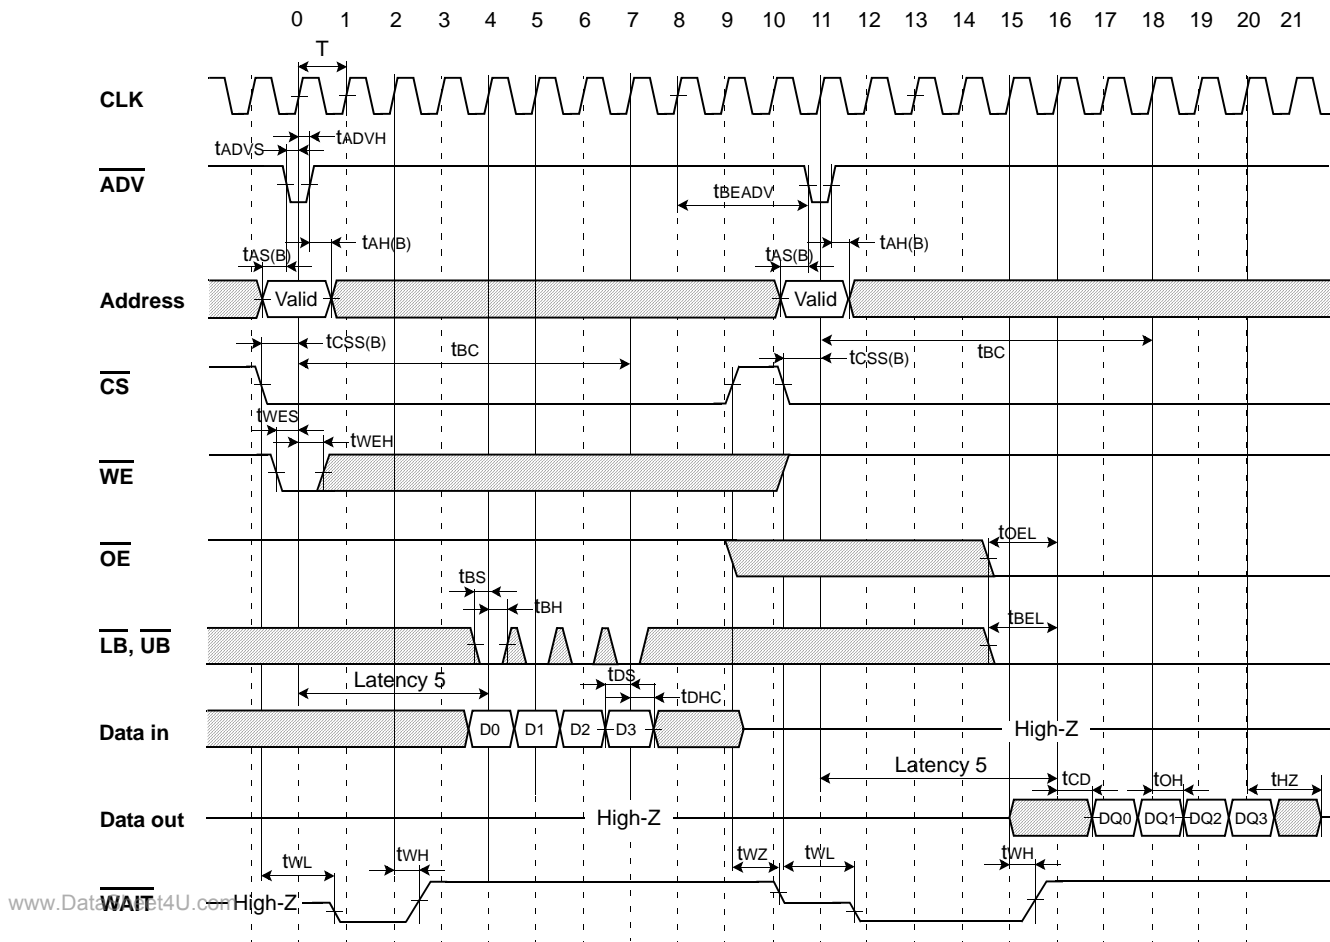 0 1 2 3 4 5 6 7 8 9 10 11 12 13 14 15 16 17 18 19 20 21
T
CLK
tADVH
tADVS
ADV
tBEADV
tAH(B) tAH(B)
tAS(B) tAS(B)
Address Valid Valid
tCSS(B) tBC tCSS(B) tBC
CS
tWES
tWEH
WE
tOEL
OE
tBS
tBH tBEL
LB, UB
Latency 5 tDS
tDHC
Data in D0 D1 D2 D3 High-Z
Latency 5 tCD tOH tHZ
Data out High-Z DQ0 DQ1 DQ2 DQ3
tWL tWH tWZ tWL tWH
WAIT High-Z
www.DataSheet4U.com